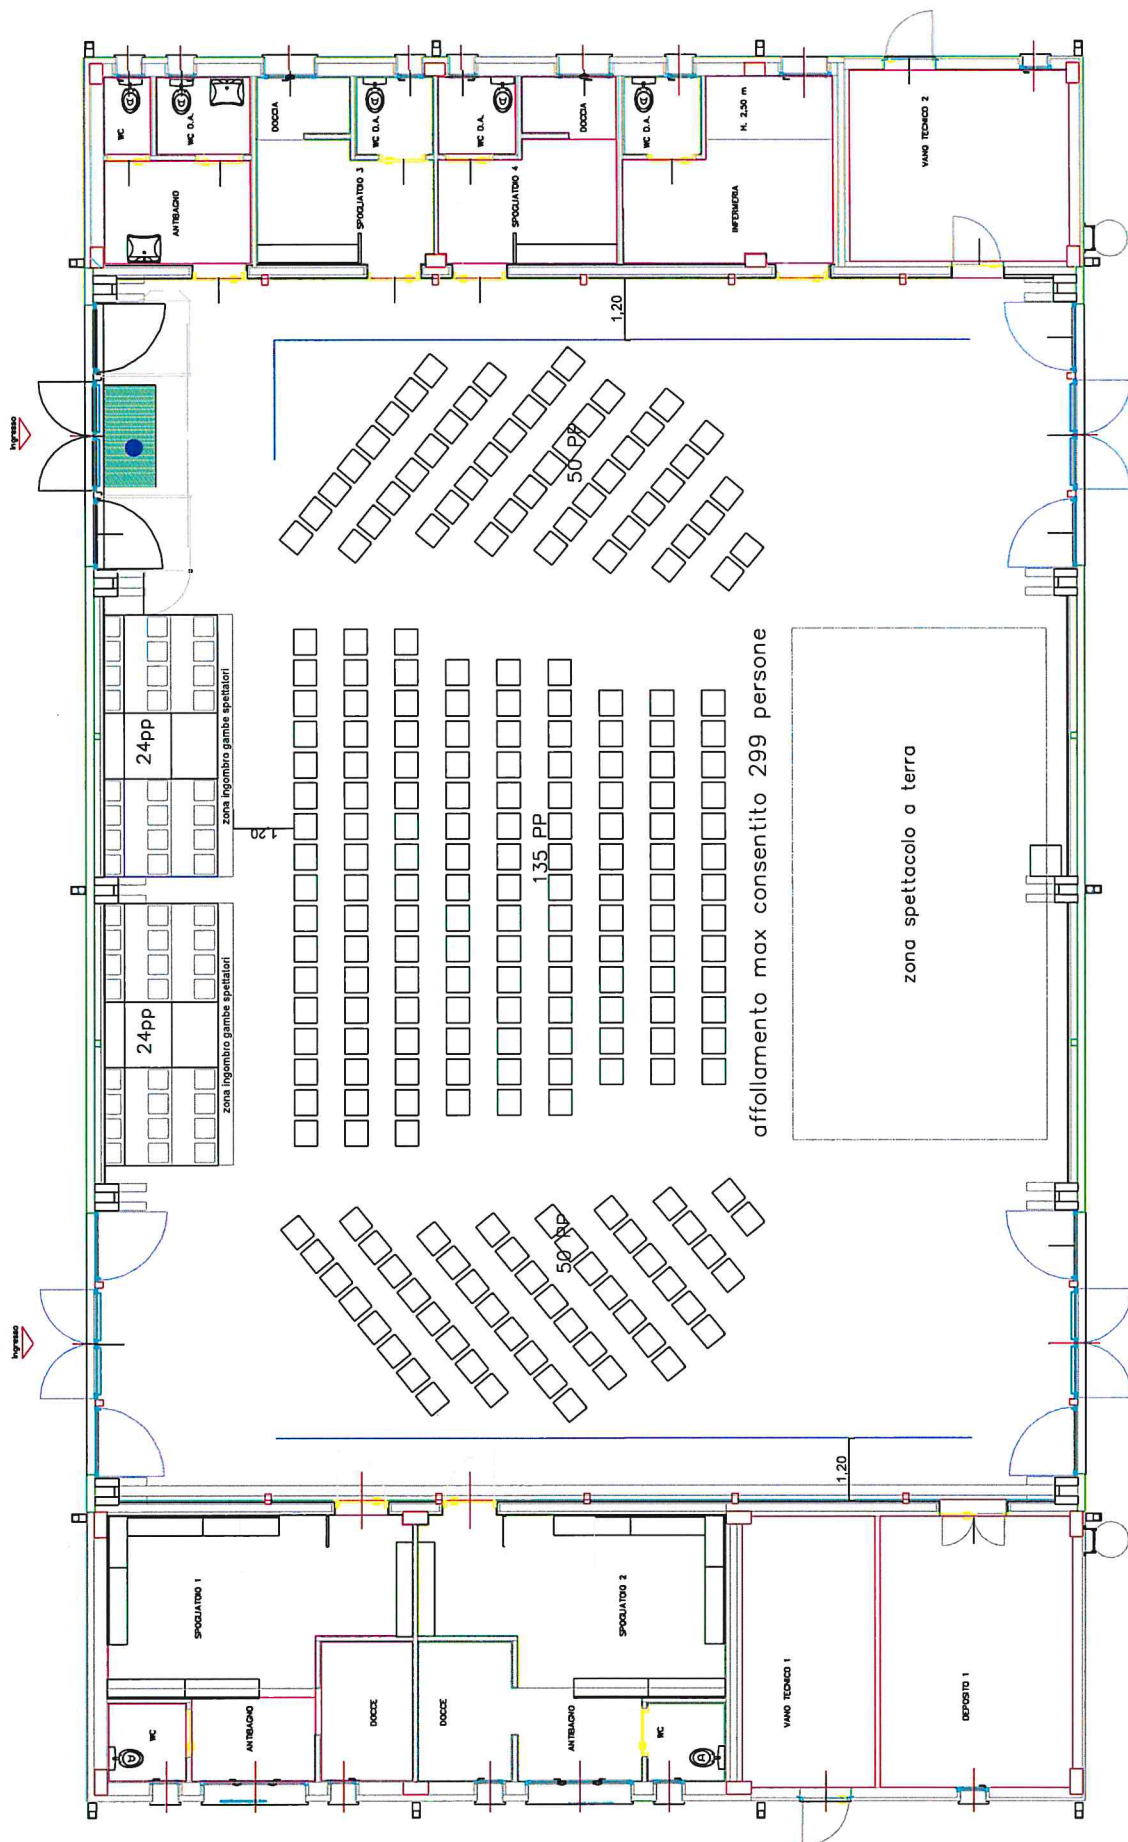 Ingresso
Ingresso
WC
WC D.A.
DOCCIA
WC D.A.
WC D.A.
DOCCIA
WC D.A.
H. 2,50 m
VANO TECNICO 2
ANTIBAGNO
SPOGLIATOIO 3
SPOGLIATOIO 4
INFERMERIA
1,20
50 PP
24pp
zona ingombro gambe spettatori
24pp
zona ingombro gambe spettatori
1,20
135 PP
affollamento max consentito 299 persone
zona spettacolo a terra
50 PP
1,20
SPOGLIATOIO 1
SPOGLIATOIO 2
WC
ANTIBAGNO
DOCCE
DOCCE
ANTIBAGNO
WC
VANO TECNICO 1
DEPOSITO 1